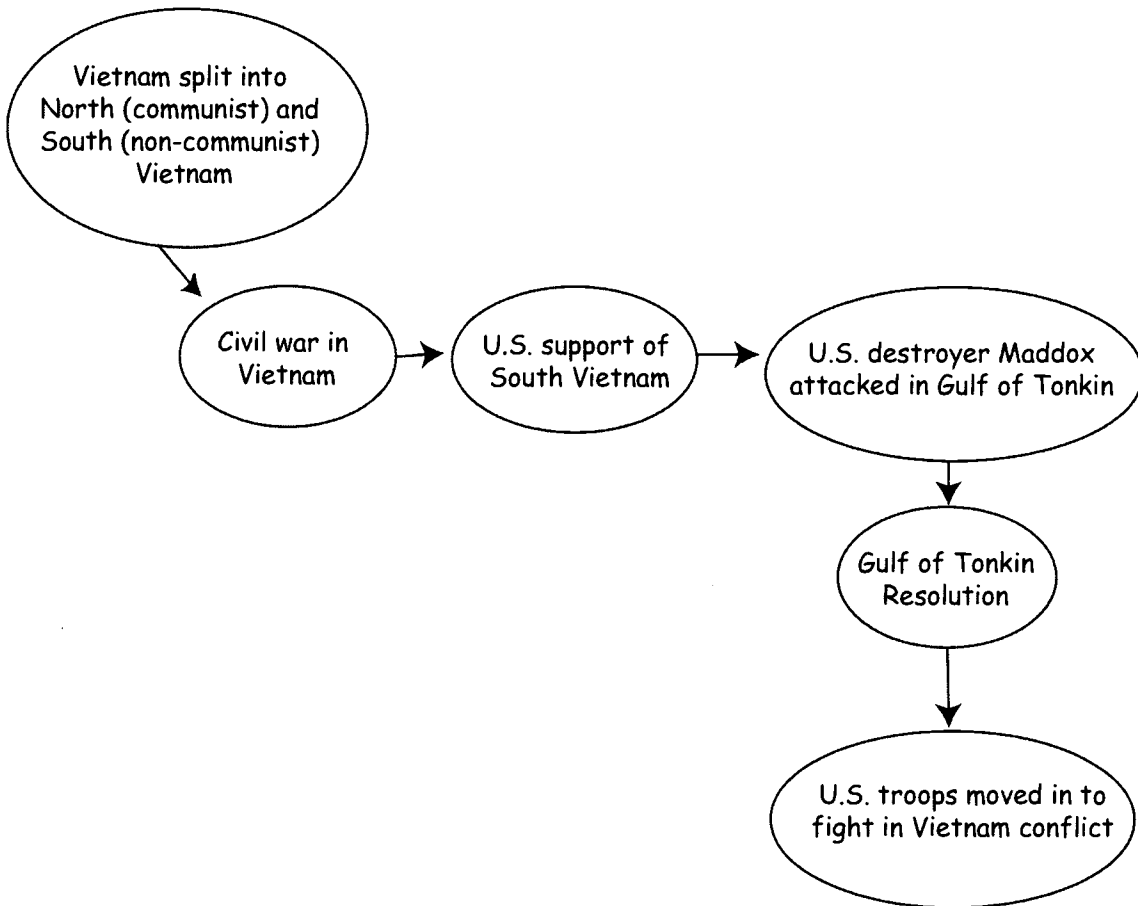 Vietnam split into
North (communist) and
South (non-communist)
Vietnam
Civil war in
Vietnam
U.S. support of
South Vietnam
U.S. destroyer Maddox
attacked in Gulf of Tonkin
Gulf of Tonkin
Resolution
U.S. troops moved in to
fight in Vietnam conflict